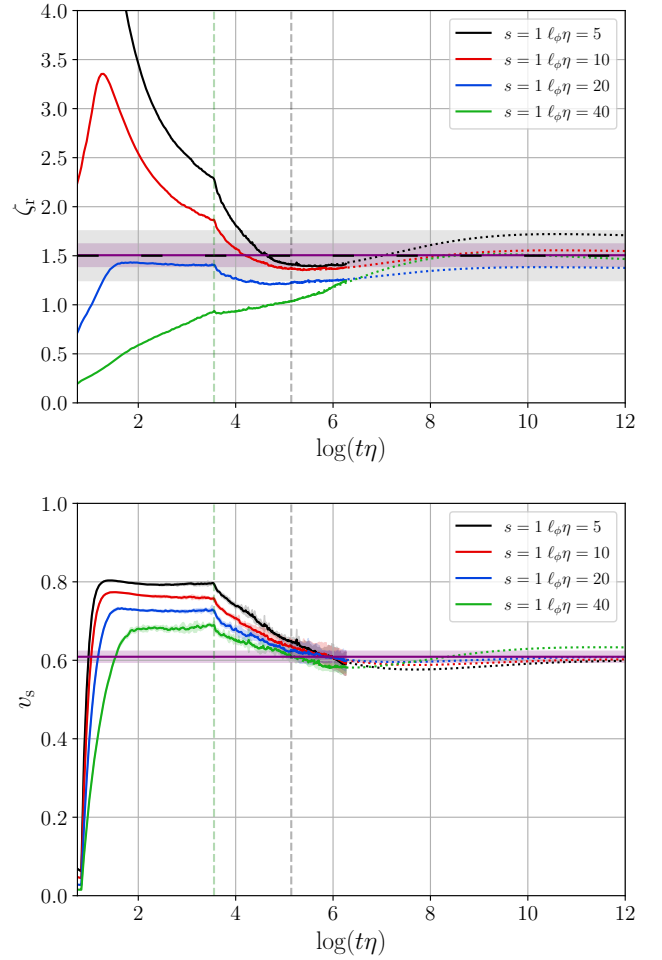 4.0
3.5
3.0
2.5
2.0
1.5
1.0
0.5
0.0
ζr
s = 1 ℓϕη = 5
s = 1 ℓϕη = 10
s = 1 ℓϕη = 20
s = 1 ℓϕη = 40
2 4 6 8 10 12
log(tη)
1.0
0.8
0.6
0.4
0.2
0.0
vs
s = 1 ℓϕη = 5
s = 1 ℓϕη = 10
s = 1 ℓϕη = 20
s = 1 ℓϕη = 40
2 4 6 8 10 12
log(tη)